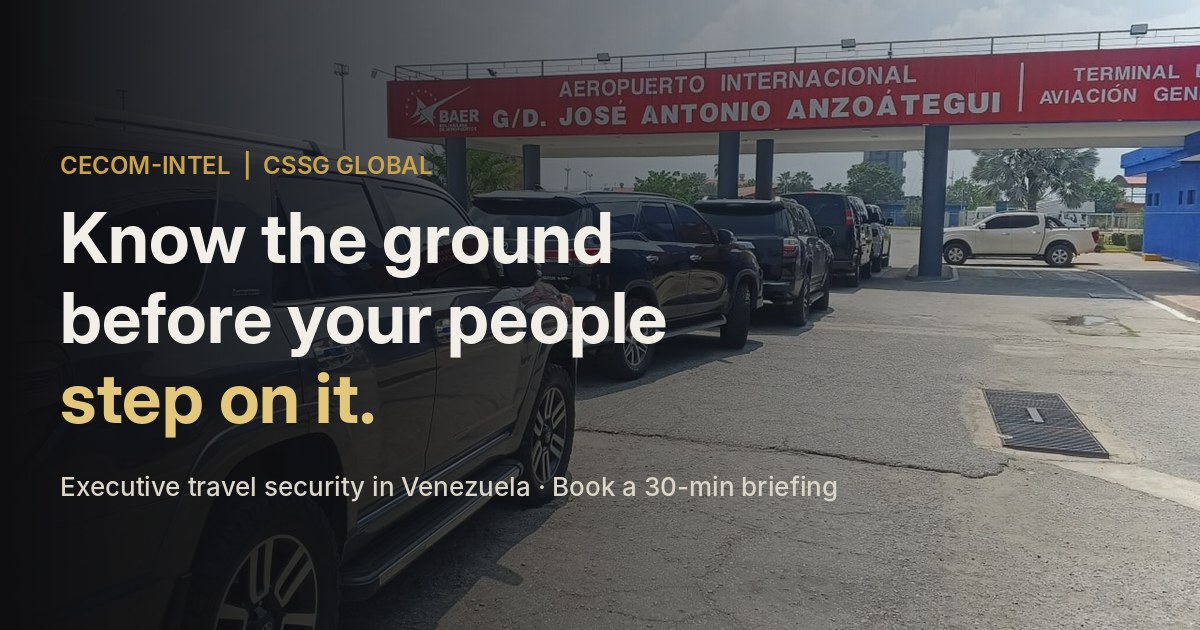 AEROPUERTO INTERNACIONAL
G/D. JOSÉ ANTONIO ANZOÁTEGUI
BAER
TERMINAL
AVIACIÓN
CECOM-INTEL | CSSG GLOBAL
Know the ground
before your people
step on it.
Executive travel security in Venezuela · Book a 30-min briefing